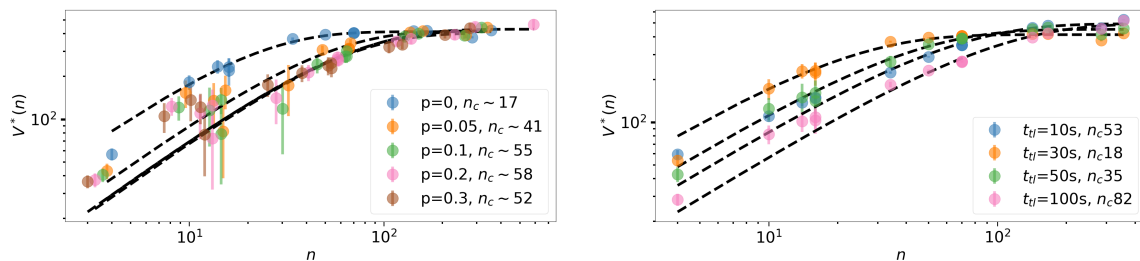 V*(n)
10²
p=0, n_c ~ 17
p=0.05, n_c ~ 41
p=0.1, n_c ~ 55
p=0.2, n_c ~ 58
p=0.3, n_c ~ 52
10¹ 10²
n
V*(n)
10²
t_tl=10s, n_c53
t_tl=30s, n_c18
t_tl=50s, n_c35
t_tl=100s, n_c82
10¹ 10²
n